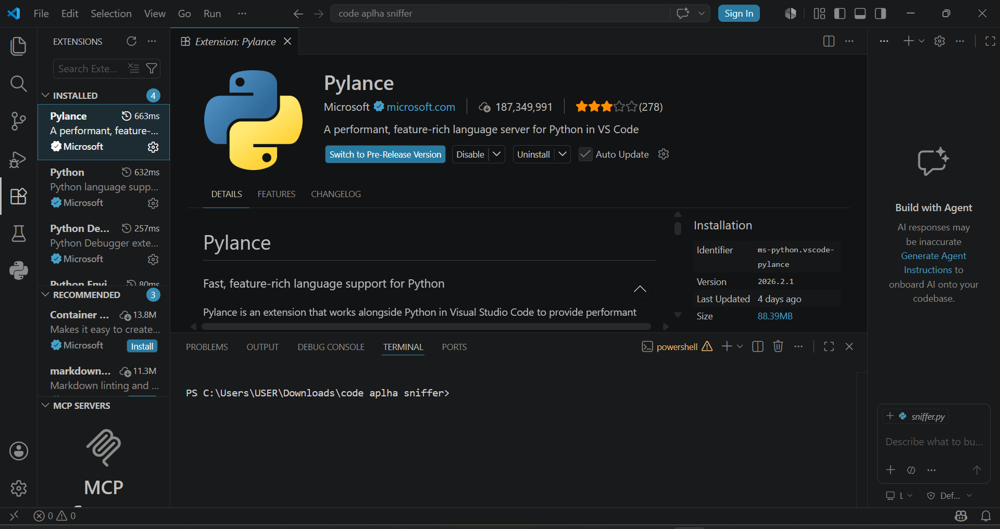 File Edit Selection View Go Run ···
code aplha sniffer
Sign In
EXTENSIONS
Search Exte...
INSTALLED 4
Pylance 663ms
A performant, feature-...
Microsoft
Python 632ms
Python language supp...
Microsoft
Python De... 257ms
Python Debugger exte...
Microsoft
Python Envi 80ms
RECOMMENDED 3
Container ... 13.8M
Makes it easy to create...
Microsoft Install
markdown... 11.3M
Markdown linting and ...
MCP SERVERS
MCP
Extension: Pylance
Pylance
Microsoft microsoft.com 187,349,991 (278)
A performant, feature-rich language server for Python in VS Code
Switch to Pre-Release Version Disable Uninstall Auto Update
DETAILS FEATURES CHANGELOG
Pylance
Fast, feature-rich language support for Python
Pylance is an extension that works alongside Python in Visual Studio Code to provide performant
Installation
Identifier ms-python.vscode-
pylance
Version 2026.2.1
Last Updated 4 days ago
Size 88.39MB
PROBLEMS OUTPUT DEBUG CONSOLE TERMINAL PORTS
powershell
PS C:\Users\USER\Downloads\code aplha sniffer>
Build with Agent
AI responses may
be inaccurate
Generate Agent
Instructions to
onboard AI onto your
codebase.
sniffer.py
Describe what to bu...
L Def...
0 0